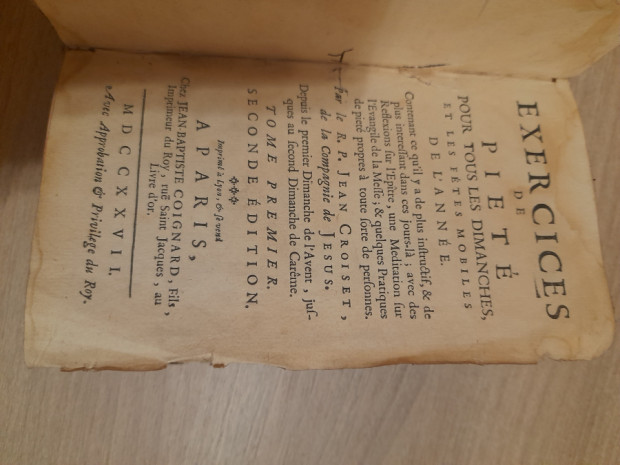 EXERCICES
DE
PIETÉ
POUR TOUS LES DIMANCHES,
ET LES FÊTES MOBILES
DE L'ANNÉE.
Contenant ce qu'il y a de plus instructif, & de
plus interessant dans ces jours-là ; avec des
Reflexions sur l'Epître, une Meditation sur
l'Evangile de la Messe ; & quelques Pratiques
de pieté propres à toute sorte de personnes.
Par le R. P. JEAN CROISET,
de la Compagnie de JESUS.
Depuis le premier Dimanche de l'Avent, jus-
ques au second Dimanche de Carême.
TOME PREMIER.
SECONDE ÉDITION.
Imprimé à Lyon, & se vend
A PARIS,
Chez JEAN-BAPTISTE COIGNARD, Fils,
Imprimeur du Roy, ruë Saint Jacques, au
Livre d'or.
MDCCXXVII.
Avec Approbation & Privilege du Roy.